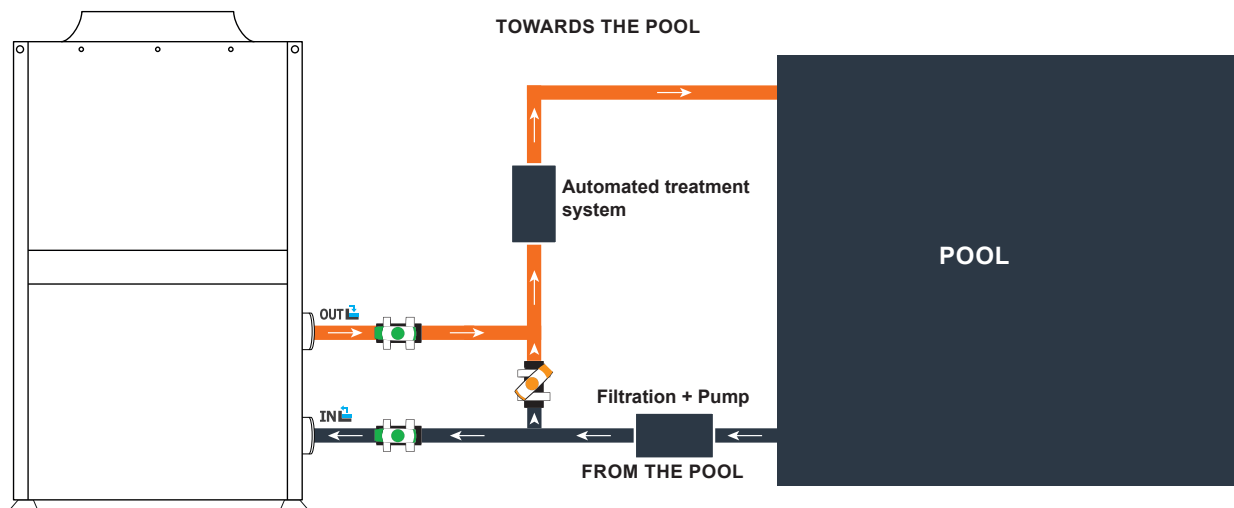 TOWARDS THE POOL
Automated treatment
system
POOL
OUT
IN
Filtration + Pump
FROM THE POOL